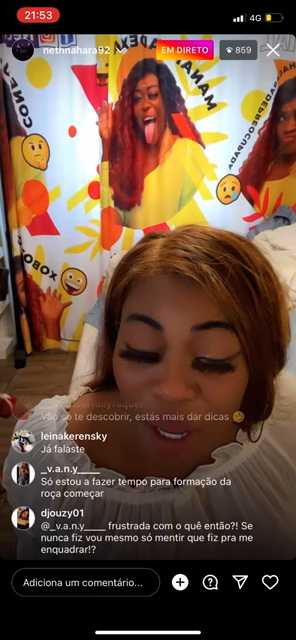 21:53
4G
nethnahara92
EM DIRETO
859
Vão só te descobrir, estás mais dar dicas
leinakerensky
Já falaste
_v.a.n.y____
Só estou a fazer tempo para formação da
roça começar
djouzy01
@_v.a.n.y____ frustrada com o quê então?! Se
nunca fiz vou mesmo só mentir que fiz pra me
enquadrar!?
Adiciona um comentário...